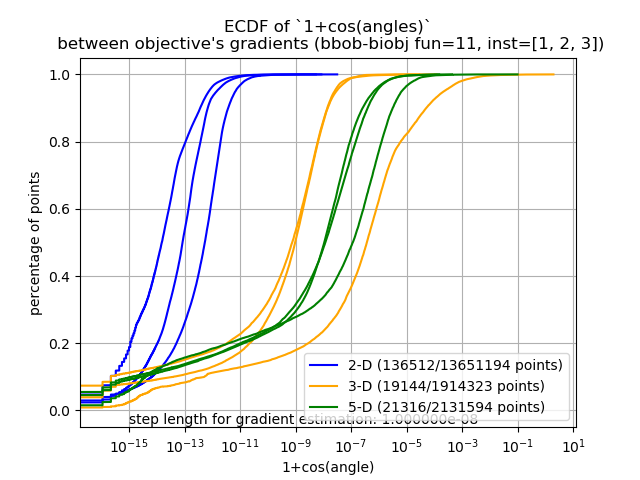 ECDF of `1+cos(angles)`
between objective's gradients (bbob-biobj fun=11, inst=[1, 2, 3])
percentage of points
1.0
0.8
0.6
0.4
0.2
0.0
2-D (136512/13651194 points)
3-D (19144/1914323 points)
5-D (21316/2131594 points)
step length for gradient estimation: 1.000000e-08
10⁻¹⁵ 10⁻¹³ 10⁻¹¹ 10⁻⁹ 10⁻⁷ 10⁻⁵ 10⁻³ 10⁻¹ 10¹
1+cos(angle)